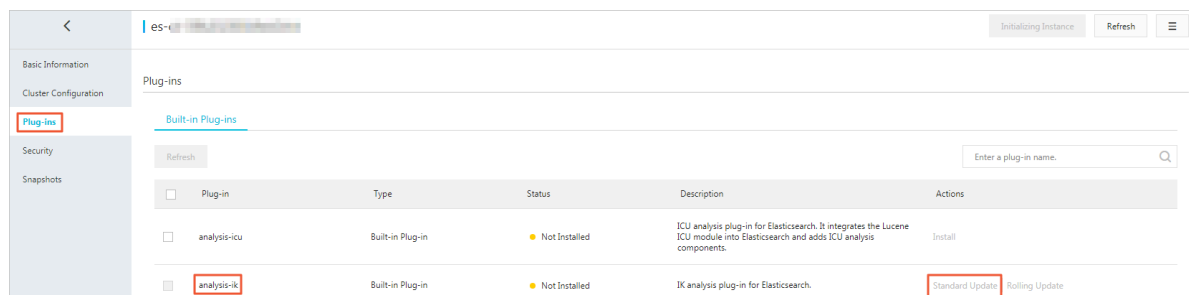 es-
Initializing Instance
Refresh
Basic Information
Cluster Configuration
Plug-ins
Security
Snapshots
Plug-ins
Built-in Plug-ins
Refresh
Enter a plug-in name.
Plug-in Type Status Description Actions
analysis-icu Built-in Plug-in Not Installed ICU analysis plug-in for Elasticsearch. It integrates the Lucene
ICU module into Elasticsearch and adds ICU analysis
components. Install
analysis-ik Built-in Plug-in Not Installed IK analysis plug-in for Elasticsearch. Standard Update Rolling Update